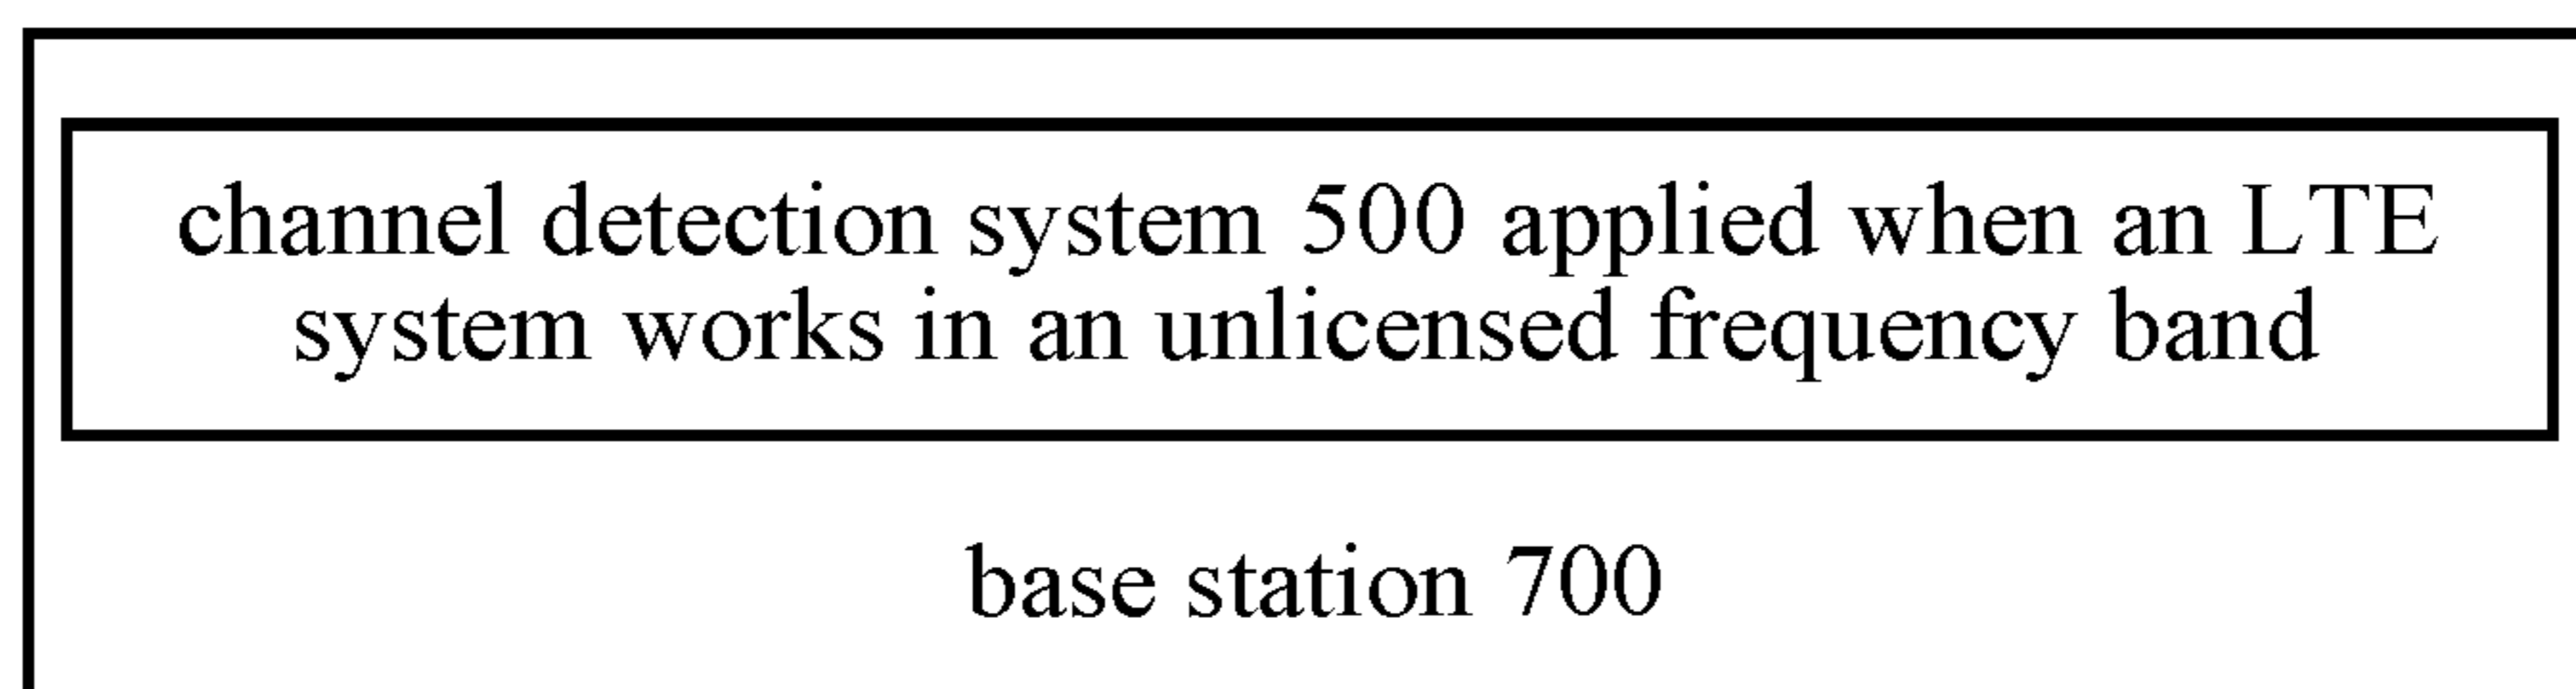 channel detection system 500 applied when an LTE
system works in an unlicensed frequency band
base station 700